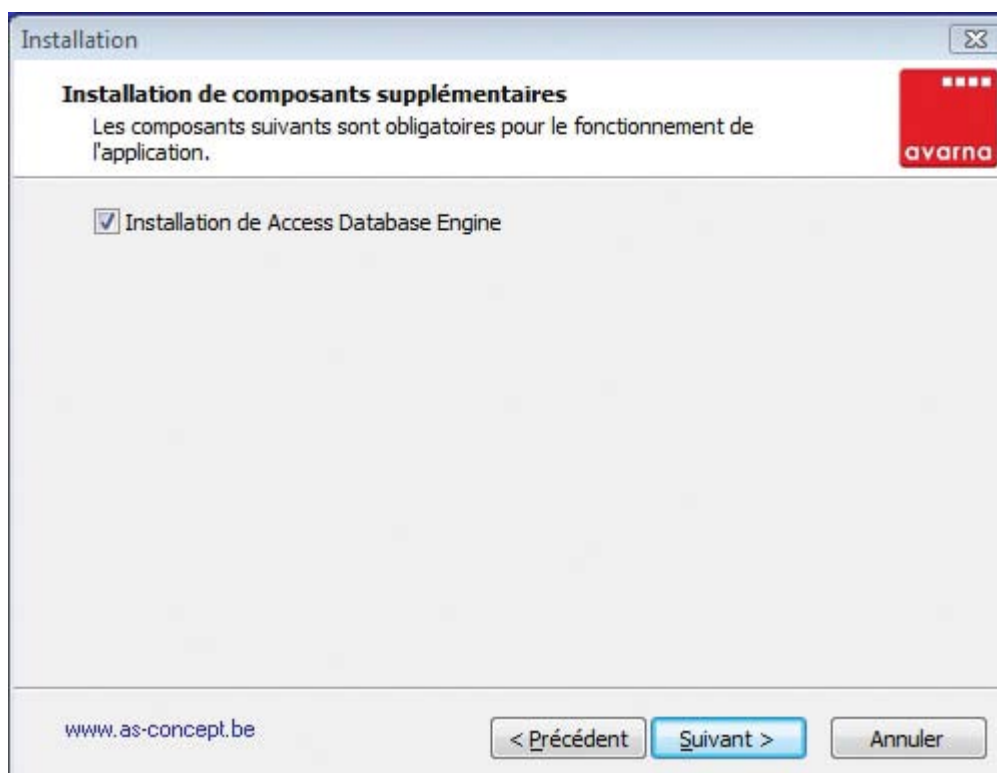 Installation
Installation de composants supplémentaires
Les composants suivants sont obligatoires pour le fonctionnement de
l'application.
avarna
Installation de Access Database Engine
www.as-concept.be
< Précédent
Suivant >
Annuler